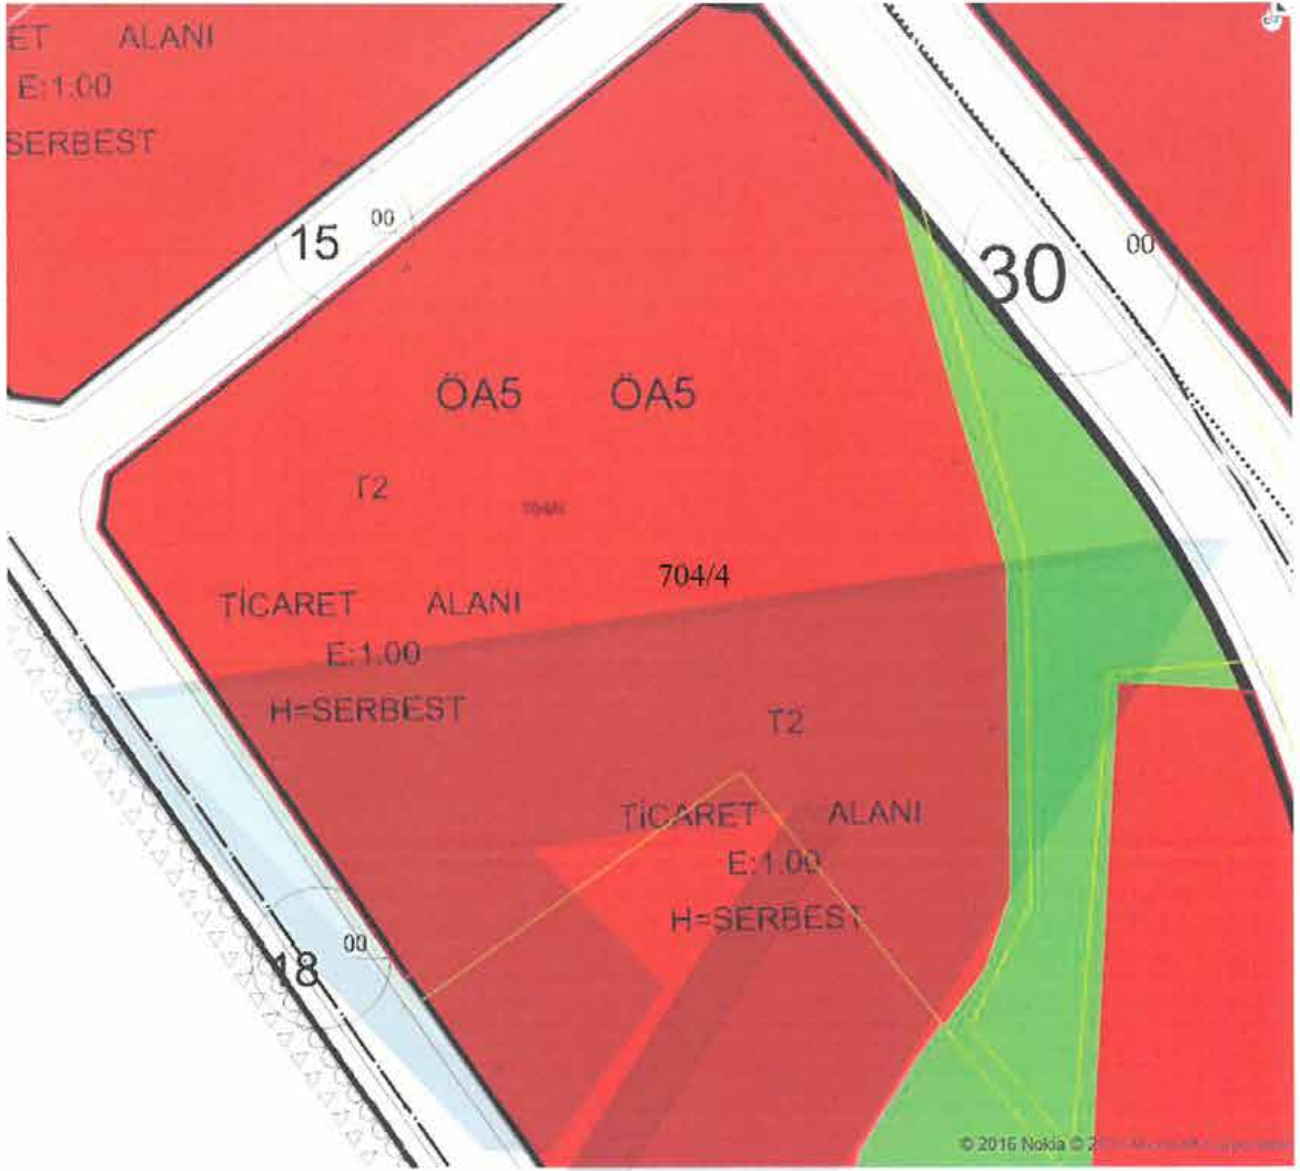 ET ALANI
E:1.00
SERBEST
15 00
30 00
ÖA5 ÖA5
T2
704/4
TİCARET ALANI
E:1.00
H=SERBEST
T2
TİCARET ALANI
E:1.00
H=SERBEST
18 00
© 2016 Nokia ©